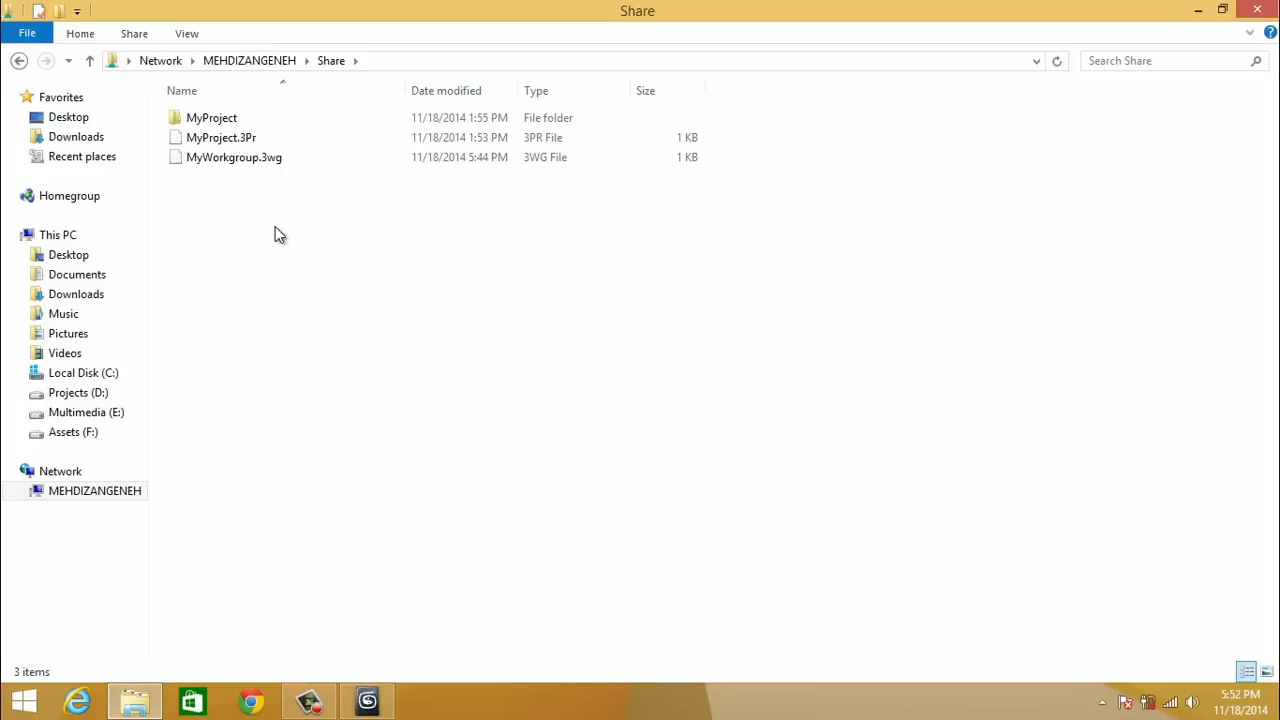 Share
File Home Share View
Network MEHDIZANGENEH Share Search Share
Name Date modified Type Size
Favorites
Desktop
Downloads
Recent places
Homegroup
This PC
Desktop
Documents
Downloads
Music
Pictures
Videos
Local Disk (C:)
Projects (D:)
Multimedia (E:)
Assets (F:)
Network
MEHDIZANGENEH
MyProject 11/18/2014 1:55 PM File folder
MyProject.3Pr 11/18/2014 1:53 PM 3PR File 1 KB
MyWorkgroup.3wg 11/18/2014 5:44 PM 3WG File 1 KB
3 items
5:52 PM
11/18/2014